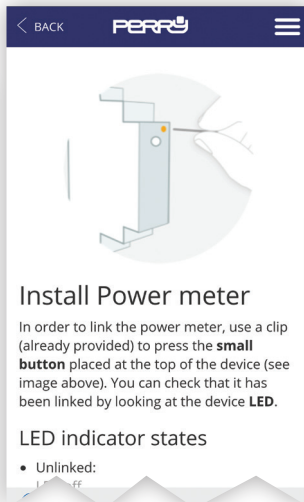 BACK
PERRY
Install Power meter
In order to link the power meter, use a clip
(already provided) to press the small
button placed at the top of the device (see
image above). You can check that it has
been linked by looking at the device LED.
LED indicator states
• Unlinked: